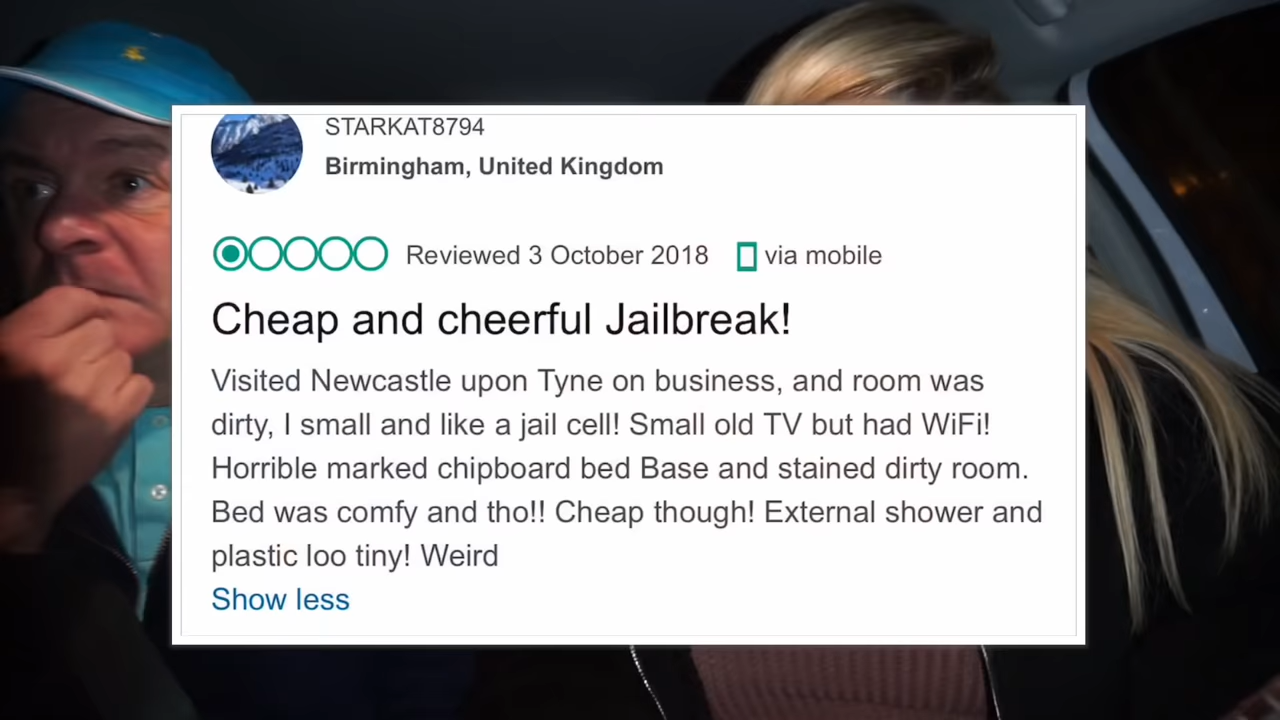 STARKAT8794
Birmingham, United Kingdom
Reviewed 3 October 2018 via mobile
Cheap and cheerful Jailbreak!
Visited Newcastle upon Tyne on business, and room was
dirty, I small and like a jail cell! Small old TV but had WiFi!
Horrible marked chipboard bed Base and stained dirty room.
Bed was comfy and tho!! Cheap though! External shower and
plastic loo tiny! Weird
Show less